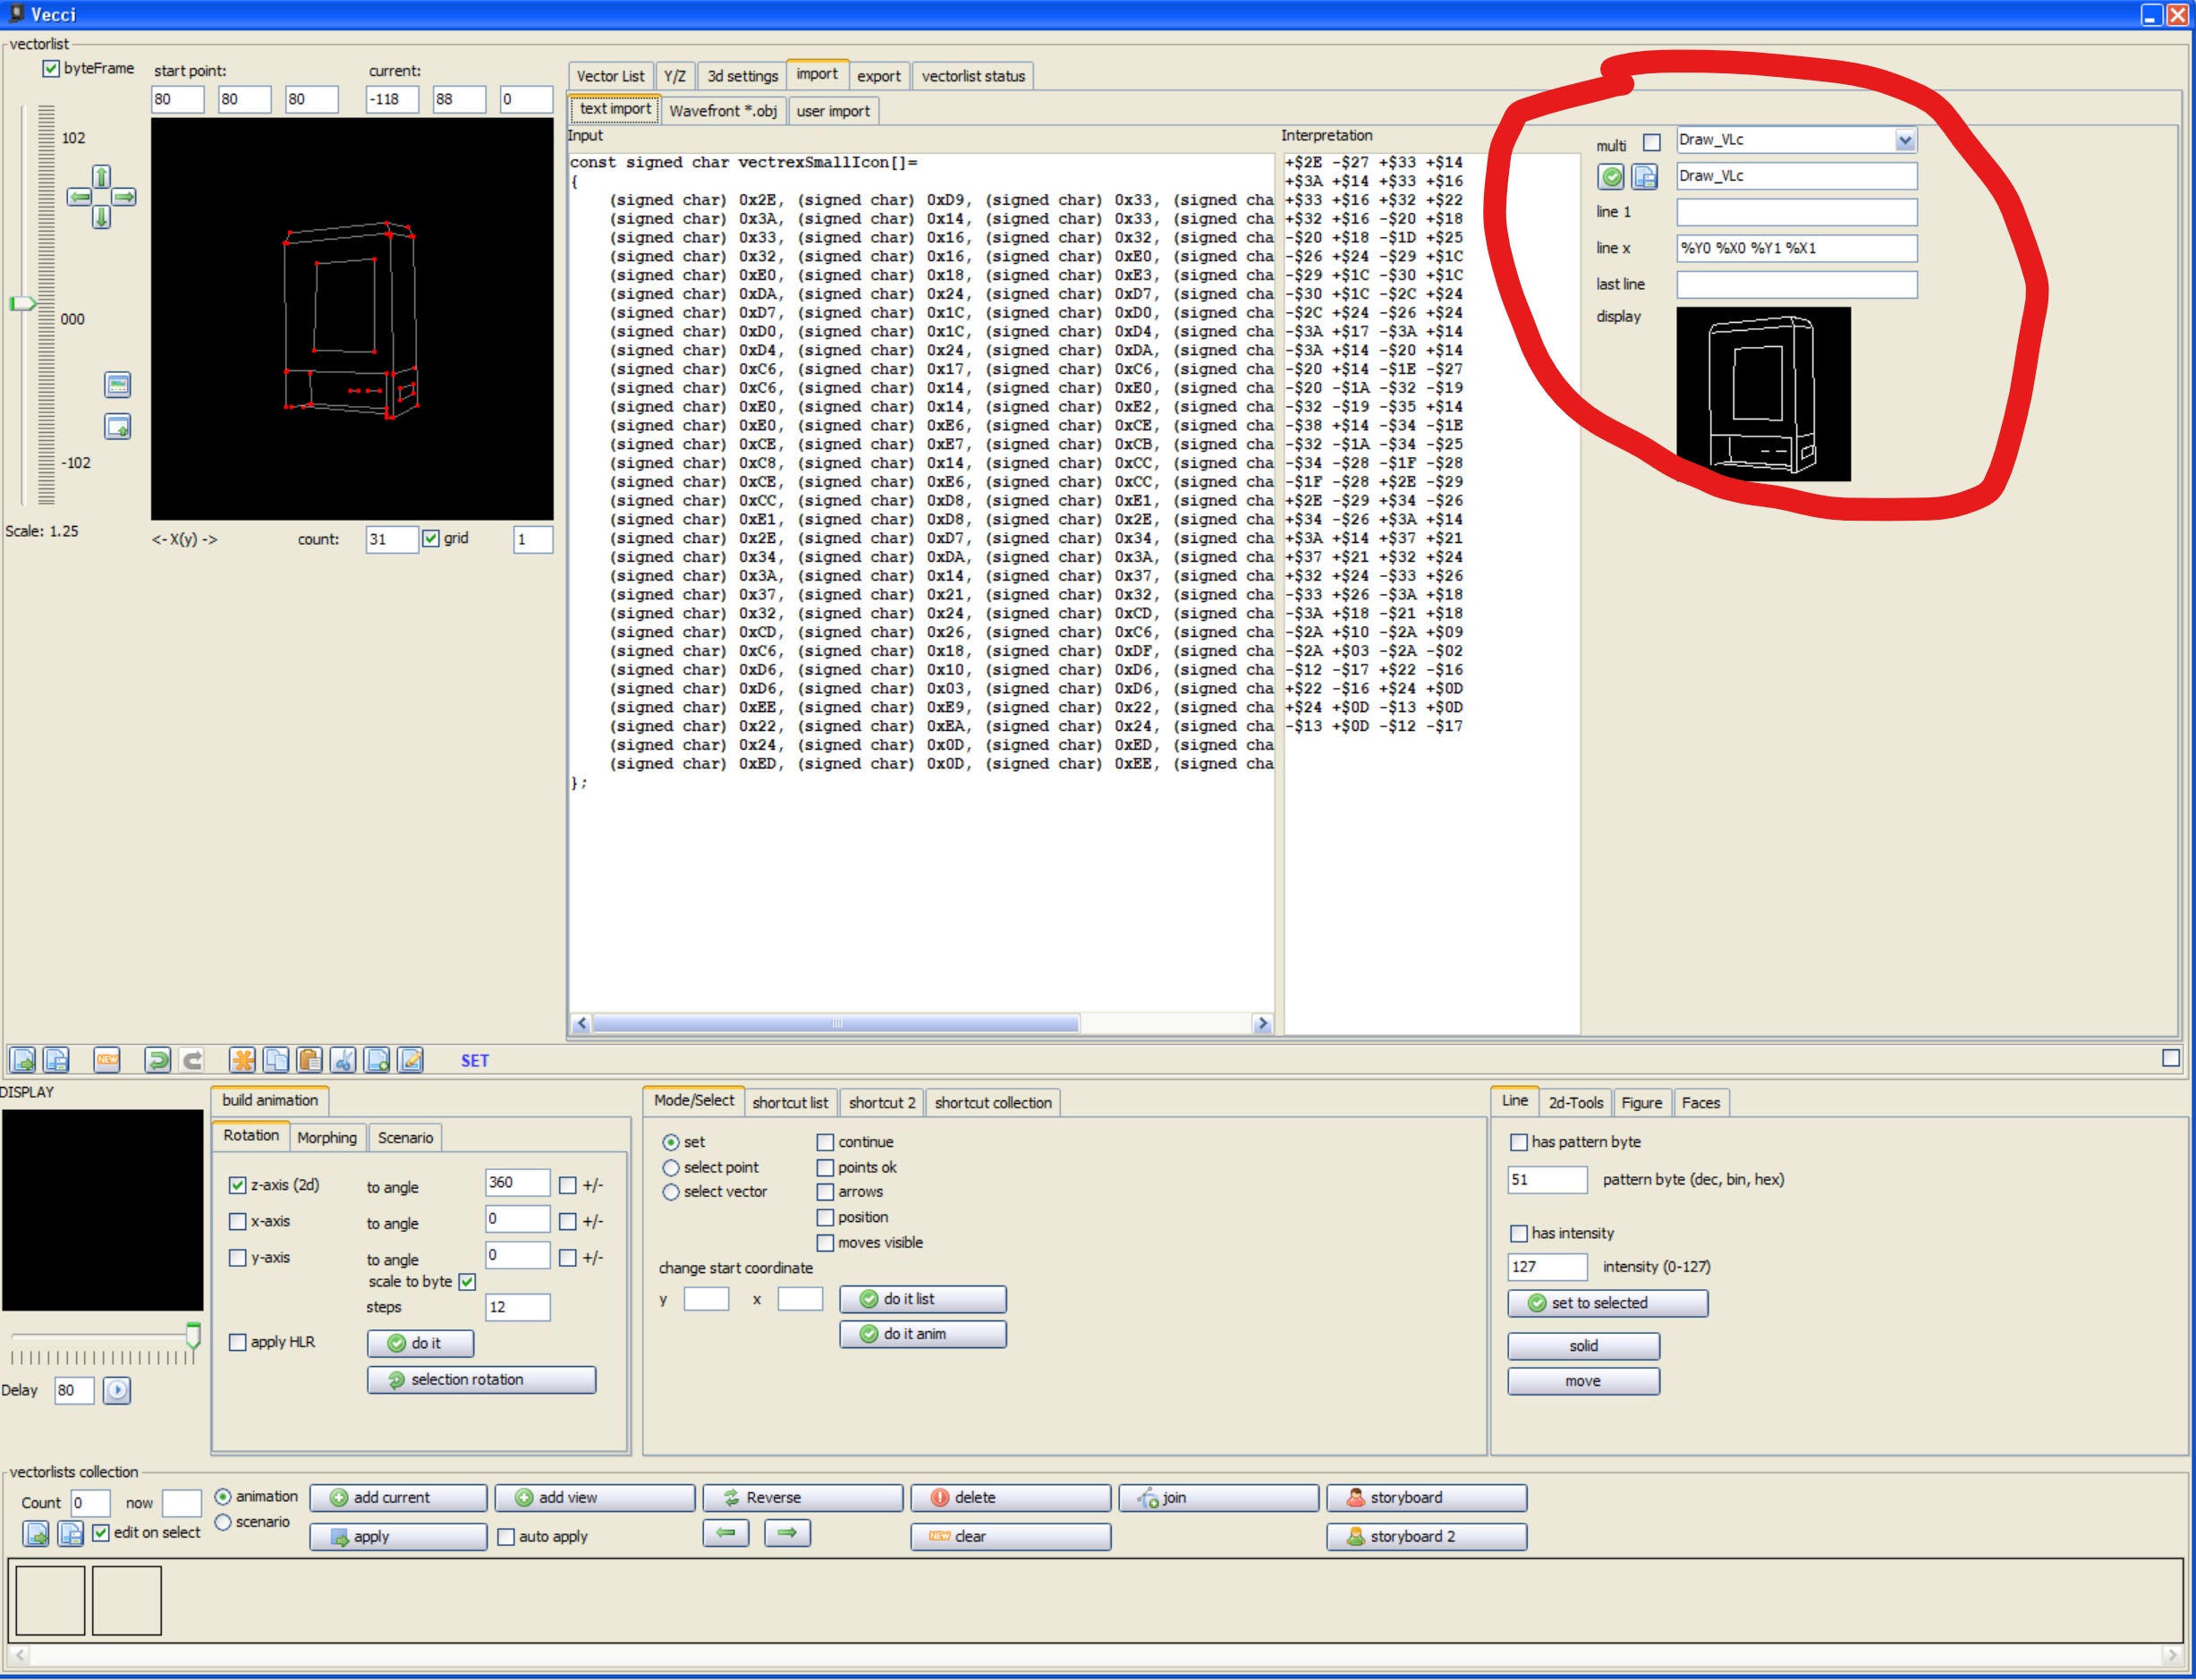 Vecci
vectorlist
byteFrame
start point:
current:
80 80 80 -118 88 0
102
000
-102
Scale: 1.25
<- X(y) ->
count: 31 grid 1
Vector List Y/Z 3d settings import export vectorlist status
text import Wavefront *.obj user import
Input
const signed char vectrexSmallIcon[]=
{
(signed char) 0x2E, (signed char) 0xD9, (signed char) 0x33, (signed cha
(signed char) 0x3A, (signed char) 0x14, (signed char) 0x33, (signed cha
(signed char) 0x33, (signed char) 0x16, (signed char) 0x32, (signed cha
(signed char) 0x32, (signed char) 0x16, (signed char) 0xE0, (signed cha
(signed char) 0xE0, (signed char) 0x18, (signed char) 0xE3, (signed cha
(signed char) 0xDA, (signed char) 0x24, (signed char) 0xD7, (signed cha
(signed char) 0xD7, (signed char) 0x1C, (signed char) 0xD0, (signed cha
(signed char) 0xD0, (signed char) 0x1C, (signed char) 0xD4, (signed cha
(signed char) 0xD4, (signed char) 0x24, (signed char) 0xDA, (signed cha
(signed char) 0xC6, (signed char) 0x17, (signed char) 0xC6, (signed cha
(signed char) 0xC6, (signed char) 0x14, (signed char) 0xE0, (signed cha
(signed char) 0xE0, (signed char) 0x14, (signed char) 0xE2, (signed cha
(signed char) 0xE0, (signed char) 0xE6, (signed char) 0xCE, (signed cha
(signed char) 0xCE, (signed char) 0xE7, (signed char) 0xCB, (signed cha
(signed char) 0xC8, (signed char) 0x14, (signed char) 0xCC, (signed cha
(signed char) 0xCE, (signed char) 0xE6, (signed char) 0xCC, (signed cha
(signed char) 0xCC, (signed char) 0xD8, (signed char) 0xE1, (signed cha
(signed char) 0xE1, (signed char) 0xD8, (signed char) 0x2E, (signed cha
(signed char) 0x2E, (signed char) 0xD7, (signed char) 0x34, (signed cha
(signed char) 0x34, (signed char) 0xDA, (signed char) 0x3A, (signed cha
(signed char) 0x3A, (signed char) 0x14, (signed char) 0x37, (signed cha
(signed char) 0x37, (signed char) 0x21, (signed char) 0x32, (signed cha
(signed char) 0x32, (signed char) 0x24, (signed char) 0xCD, (signed cha
(signed char) 0xCD, (signed char) 0x26, (signed char) 0xC6, (signed cha
(signed char) 0xC6, (signed char) 0x18, (signed char) 0xDF, (signed cha
(signed char) 0xD6, (signed char) 0x10, (signed char) 0xD6, (signed cha
(signed char) 0xD6, (signed char) 0x03, (signed char) 0xD6, (signed cha
(signed char) 0xEE, (signed char) 0xE9, (signed char) 0x22, (signed cha
(signed char) 0x22, (signed char) 0xEA, (signed char) 0x24, (signed cha
(signed char) 0x24, (signed char) 0x0D, (signed char) 0xED, (signed cha
(signed char) 0xED, (signed char) 0x0D, (signed char) 0xEE, (signed cha
};
Interpretation
+$2E -$27 +$33 +$14
+$3A +$14 +$33 +$16
+$33 +$16 +$32 +$22
+$32 +$16 -$20 +$18
-$20 +$18 -$1D +$25
-$26 +$24 -$29 +$1C
-$29 +$1C -$30 +$1C
-$30 +$1C -$2C +$24
-$2C +$24 -$26 +$24
-$3A +$17 -$3A +$14
-$3A +$14 -$20 +$14
-$20 +$14 -$1E -$27
-$20 -$1A -$32 -$19
-$32 -$19 -$35 +$14
-$38 +$14 -$34 -$1E
-$32 -$1A -$34 -$25
-$34 -$28 -$1F -$28
-$1F -$28 +$2E -$29
+$2E -$29 +$34 -$26
+$34 -$26 +$3A +$14
+$3A +$14 +$37 +$21
+$37 +$21 +$32 +$24
+$32 +$24 -$33 +$26
-$33 +$26 -$3A +$18
-$3A +$18 -$21 +$18
-$2A +$10 -$2A +$09
-$2A +$03 -$2A -$02
-$12 -$17 +$22 -$16
+$22 -$16 +$24 +$0D
+$24 +$0D -$13 +$0D
-$13 +$0D -$12 -$17
multi Draw_VLc
Draw_VLc
line 1
line x %Y0 %X0 %Y1 %X1
last line
display
NEW SET
DISPLAY
Delay 80
build animation
Rotation Morphing Scenario
z-axis (2d) to angle 360 +/-
x-axis to angle 0 +/-
y-axis to angle 0 +/-
scale to byte
steps 12
apply HLR do it
selection rotation
Mode/Select shortcut list shortcut 2 shortcut collection
set continue
select point points ok
select vector arrows
position
moves visible
change start coordinate
y x do it list
do it anim
Line 2d-Tools Figure Faces
has pattern byte
51 pattern byte (dec, bin, hex)
has intensity
127 intensity (0-127)
set to selected
solid
move
vectorlists collection
Count 0 now animation add current add view Reverse delete join storyboard
scenario
edit on select apply auto apply NEW clear storyboard 2